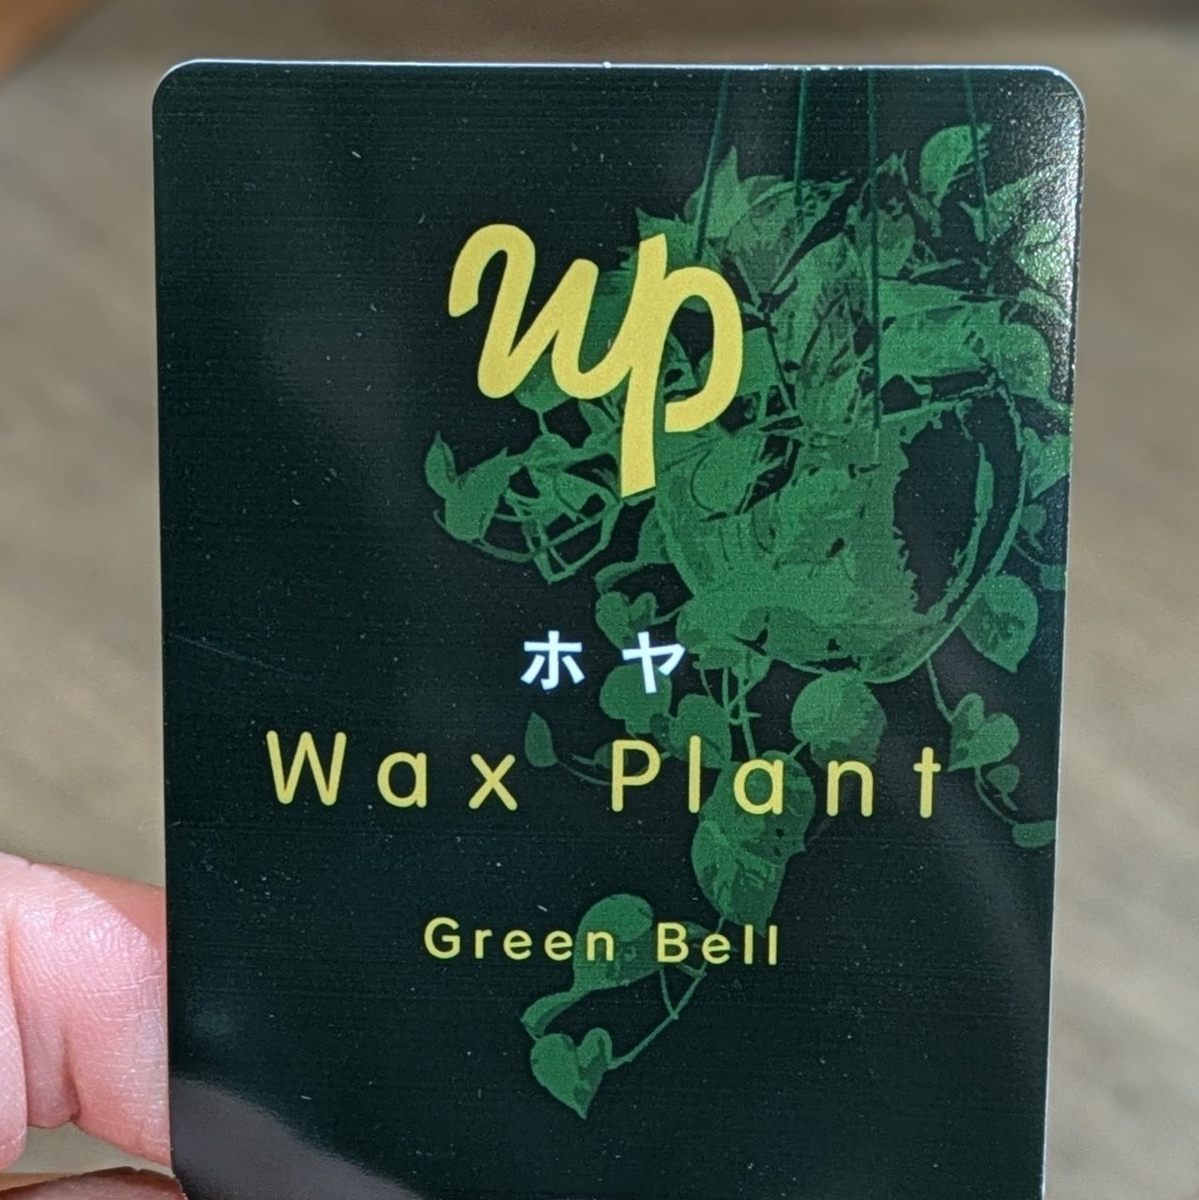 up
ホヤ
Wax Plant
Green Bell